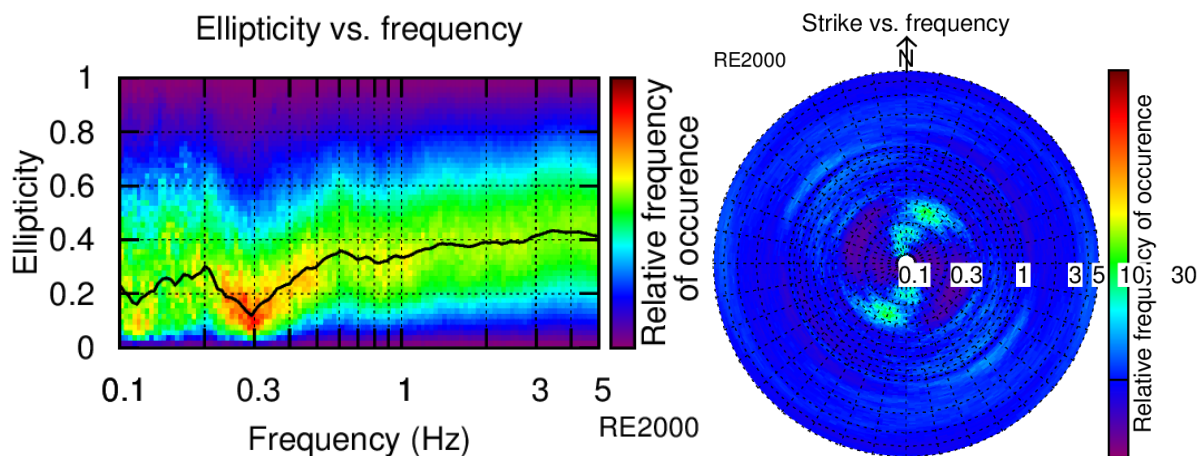 Ellipticity vs. frequency
1
0.8
0.6
0.4
0.2
0
Ellipticity
0.1 0.3 1 3 5
Frequency (Hz)
Relative frequency
of occurence
RE2000
Strike vs. frequency
RE2000
N
0.1 0.3 1 3 5 10 30
Relative frequency of occurence